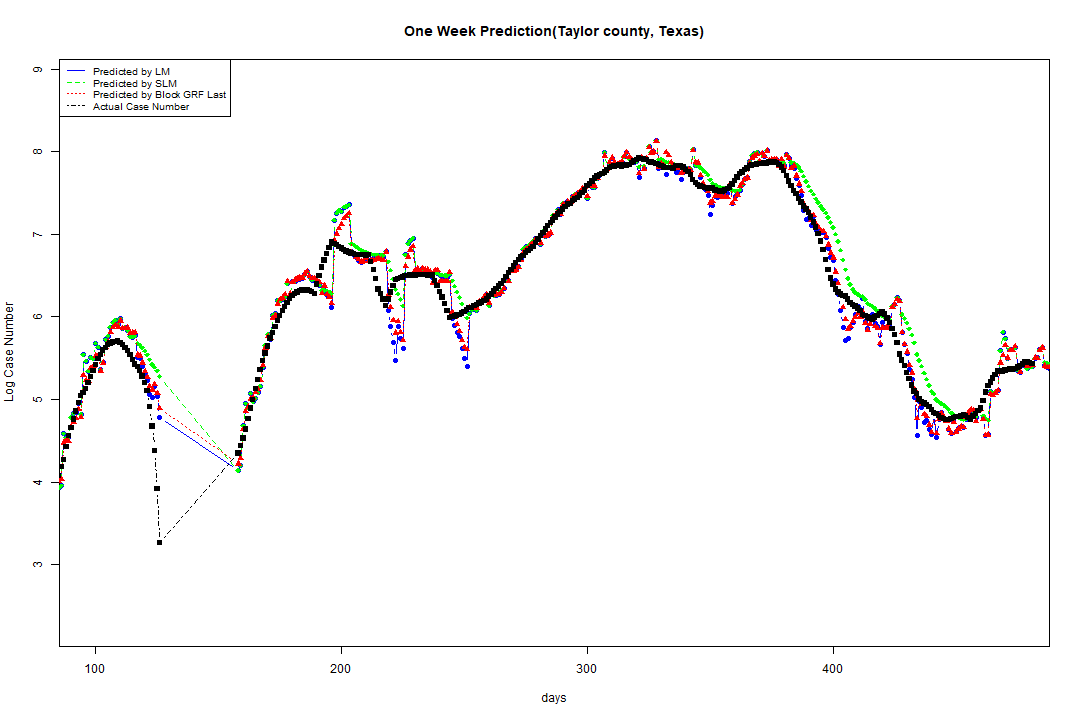 One Week Prediction(Taylor county, Texas)
Predicted by LM
Predicted by SLM
Predicted by Block GRF Last
Actual Case Number
9
8
7
6
5
4
3
Log Case Number
100
200
300
400
days